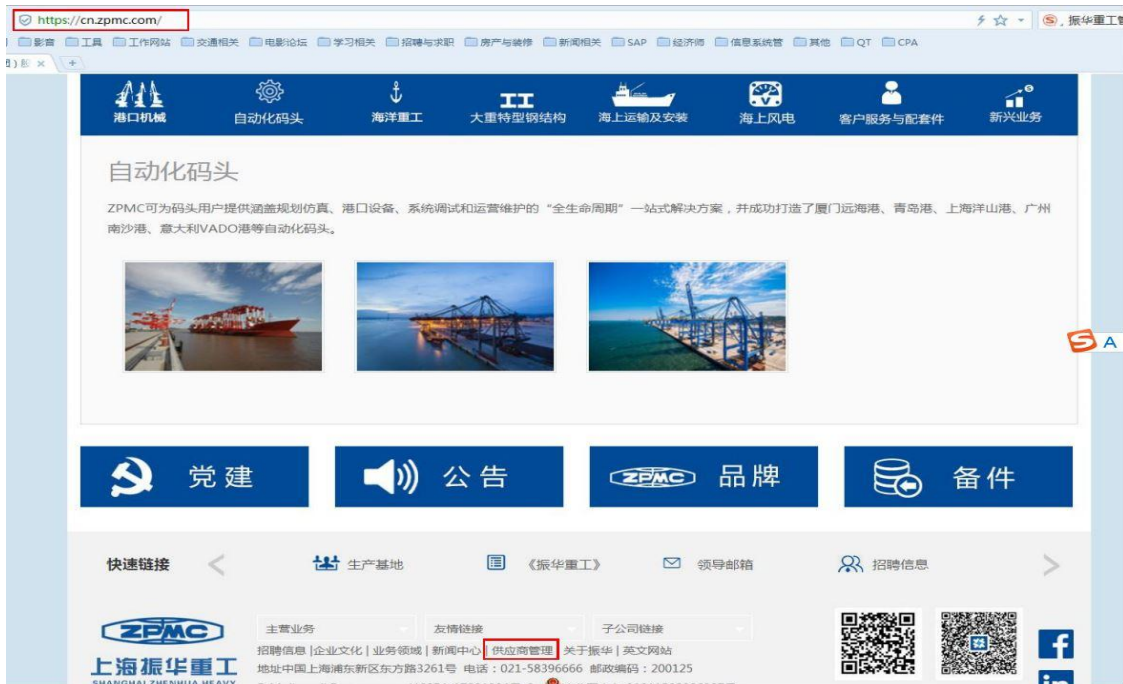 https://cn.zpmc.com/
振华重工
影音 工具 工作网站 交通相关 电影论坛 学习相关 招聘与求职 房产与装修 新闻相关 SAP 经济师 信息系统管 其他 QT CPA
港口机械 自动化码头 海洋重工 大重特型钢结构 海上运输及安装 海上风电 客户服务与配套件 新兴业务
自动化码头
ZPMC可为码头用户提供涵盖规划仿真、港口设备、系统调试和运营维护的“全生命周期”一站式解决方案，并成功打造了厦门远海港、青岛港、上海洋山港、广州
南沙港、意大利VADO港等自动化码头。
S A
党建 公告 ZPMC 品牌 备件
快速链接 < 生产基地 《振华重工》 领导邮箱 招聘信息 >
ZPMC
主营业务 友情链接 子公司链接
招聘信息 |企业文化 | 业务领域 | 新闻中心 | 供应商管理 | 关于振华 | 英文网站
上海振华重工
地址中国上海浦东新区东方路3261号 电话：021-58396666 邮政编码：200125
SHANGHAI ZHENHUA HEAVY
f
in